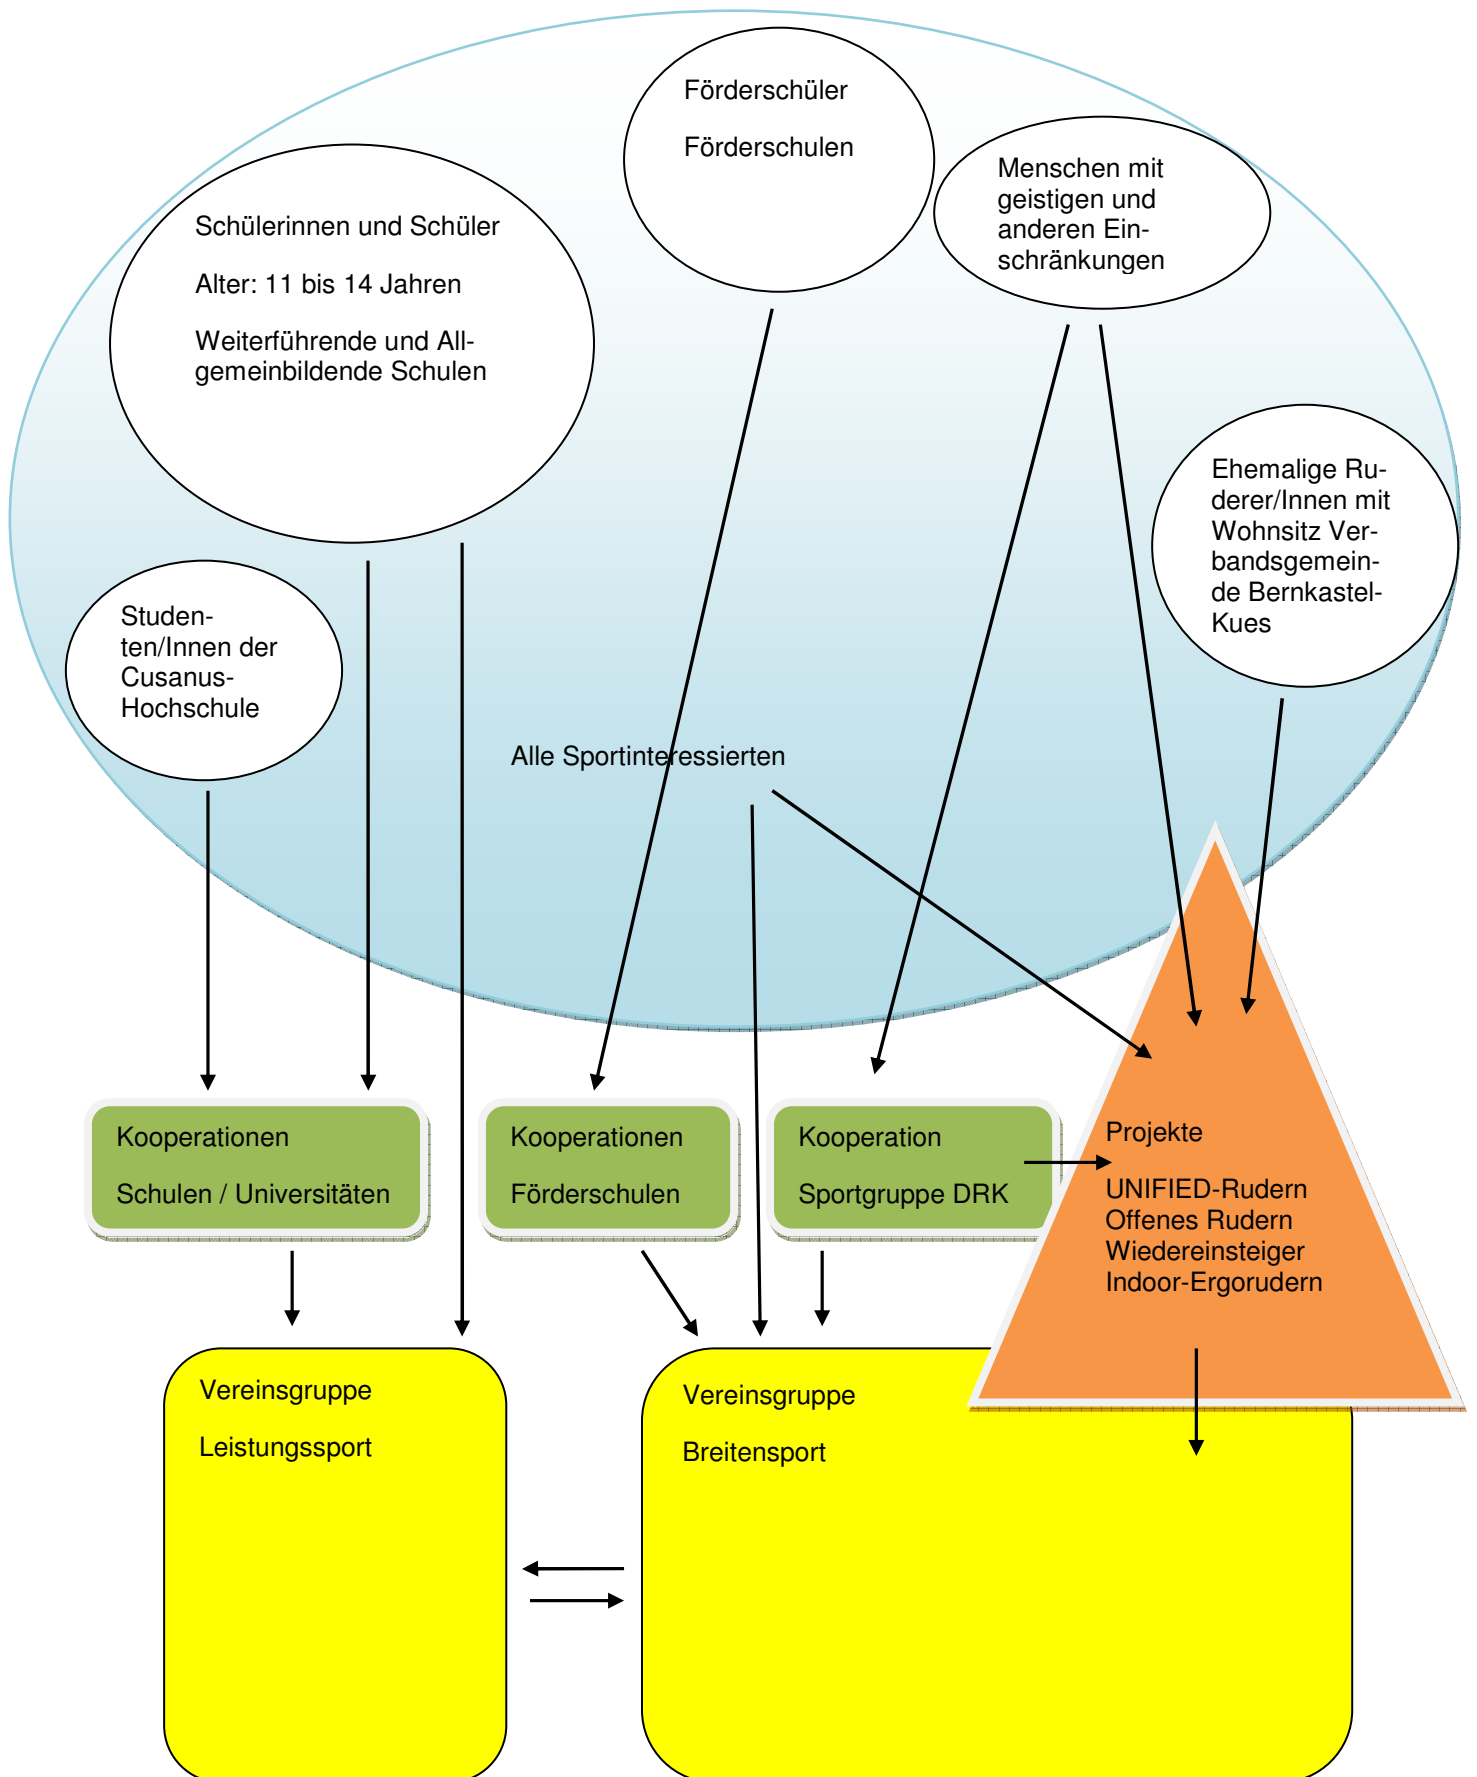 Förderschüler
Förderschulen
Menschen mit
geistigen und
anderen Ein-
schränkungen
Schülerinnen und Schüler
Alter: 11 bis 14 Jahren
Weiterführende und All-
gemeinbildende Schulen
Ehemalige Ru-
derer/Innen mit
Wohnsitz Ver-
bandsgemein-
de Bernkastel-
Kues
Studen-
ten/Innen der
Cusanus-
Hochschule
Alle Sportinteressierten
Kooperationen
Schulen / Universitäten
Kooperationen
Förderschulen
Kooperation
Sportgruppe DRK
Projekte
UNIFIED-Rudern
Offenes Rudern
Wiedereinsteiger
Indoor-Ergorudern
Vereinsgruppe
Leistungssport
Vereinsgruppe
Breitensport